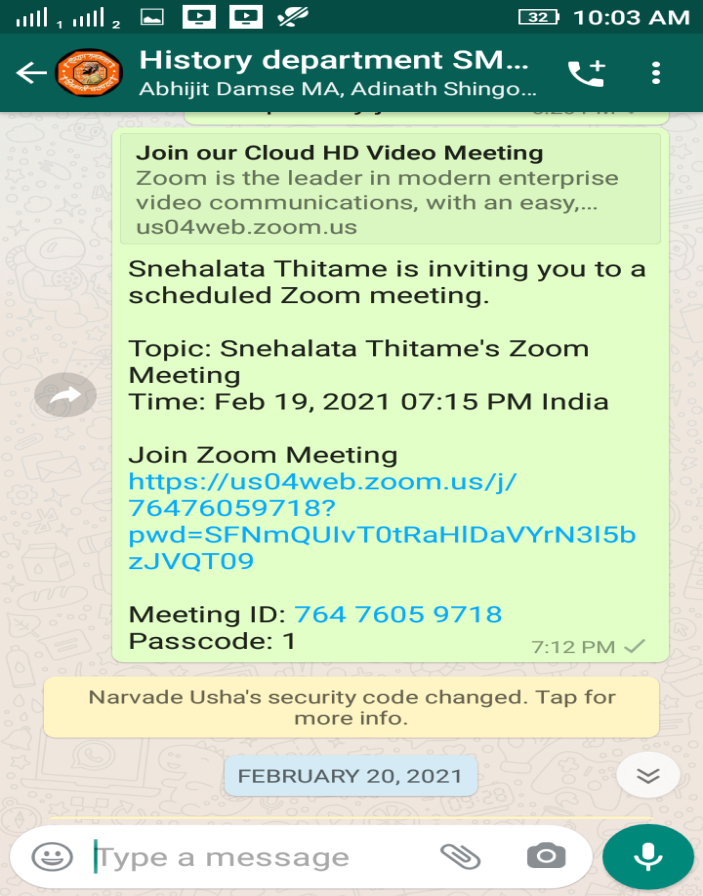 1 2 32 10:03 AM
History department SM...
Abhijit Damse MA, Adinath Shingo...
Join our Cloud HD Video Meeting
Zoom is the leader in modern enterprise
video communications, with an easy,...
us04web.zoom.us
Snehalata Thitame is inviting you to a
scheduled Zoom meeting.
Topic: Snehalata Thitame's Zoom
Meeting
Time: Feb 19, 2021 07:15 PM India
Join Zoom Meeting
https://us04web.zoom.us/j/
76476059718?
pwd=SFNmQUIvT0tRaHlDaVYrN3l5b
zJVQT09
Meeting ID: 764 7605 9718
Passcode: 1
7:12 PM
Narvade Usha's security code changed. Tap for
more info.
FEBRUARY 20, 2021
Type a message